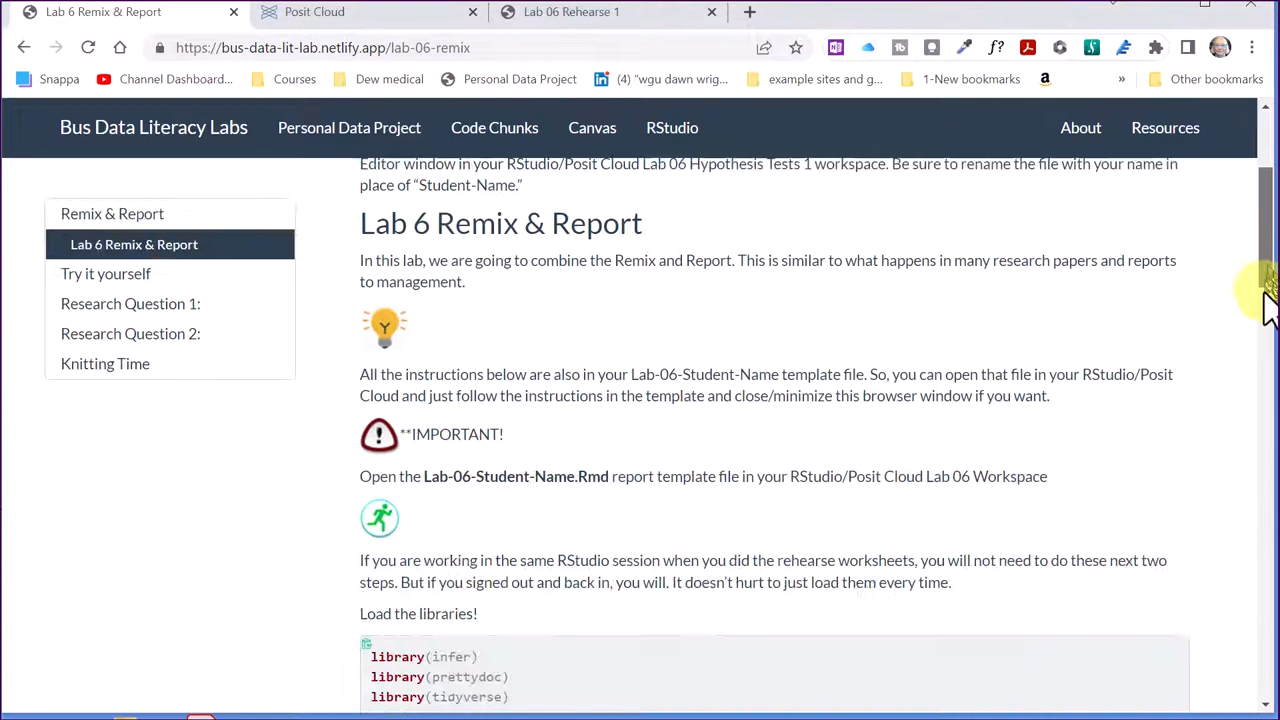 Lab 6 Remix & Report
Posit Cloud
Lab 06 Rehearse 1
https://bus-data-lit-lab.netlify.app/lab-06-remix
Snappa
Channel Dashboard...
Courses
Dew medical
Personal Data Project
(4) "wgu dawn wrig...
example sites and g...
1-New bookmarks
»
Other bookmarks
Bus Data Literacy Labs
Personal Data Project
Code Chunks
Canvas
RStudio
About
Resources
Editor window in your RStudio/Posit Cloud Lab 06 Hypothesis Tests 1 workspace. Be sure to rename the file with your name in
place of “Student-Name.”
Remix & Report
Lab 6 Remix & Report
Try it yourself
Research Question 1:
Research Question 2:
Knitting Time
Lab 6 Remix & Report
In this lab, we are going to combine the Remix and Report. This is similar to what happens in many research papers and reports
to management.
All the instructions below are also in your Lab-06-Student-Name template file. So, you can open that file in your RStudio/Posit
Cloud and just follow the instructions in the template and close/minimize this browser window if you want.
**IMPORTANT!
Open the Lab-06-Student-Name.Rmd report template file in your RStudio/Posit Cloud Lab 06 Workspace
If you are working in the same RStudio session when you did the rehearse worksheets, you will not need to do these next two
steps. But if you signed out and back in, you will. It doesn’t hurt to just load them every time.
Load the libraries!
library(infer)
library(prettydoc)
library(tidyverse)